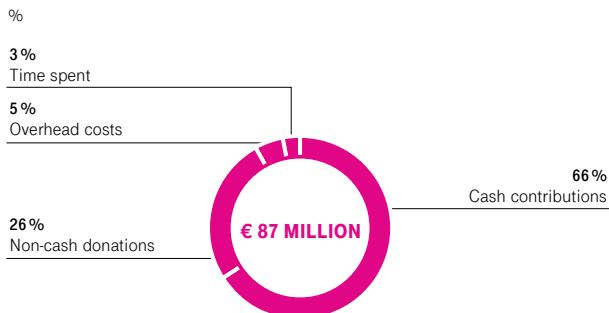 %
3 %
Time spent
5 %
Overhead costs
66 %
Cash contributions
26 %
Non-cash donations
€ 87 MILLION